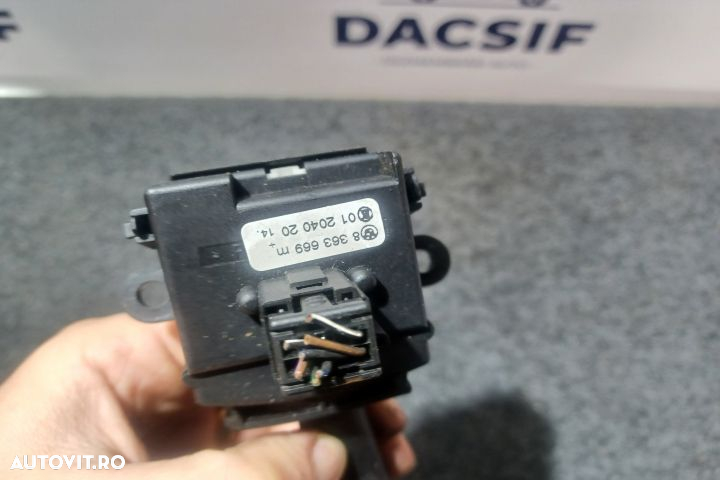 DACSIF
8 363 669 m+
01 2040 20 14.
AUTOVIT.RO